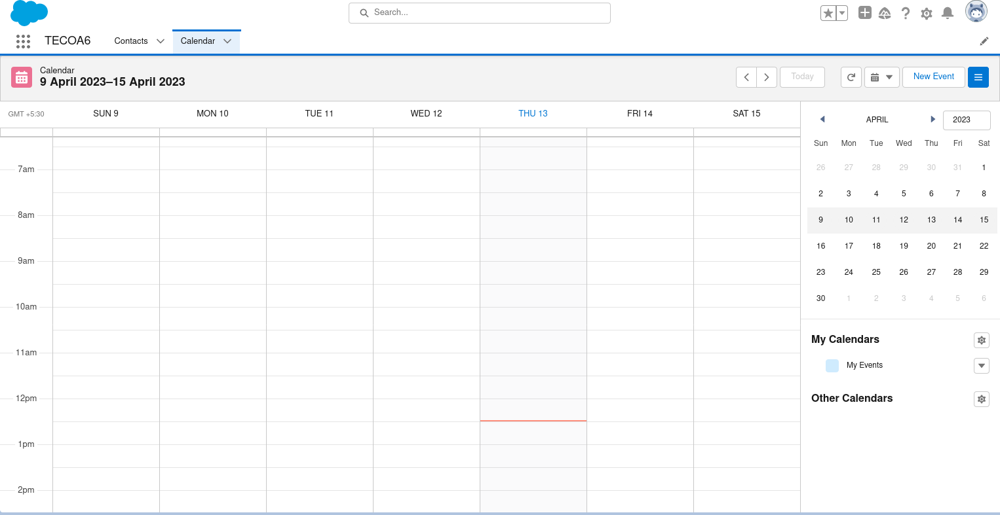 Search...
TECOA6
Contacts
Calendar
Calendar
9 April 2023–15 April 2023
Today
New Event
GMT +5:30
SUN 9
MON 10
TUE 11
WED 12
THU 13
FRI 14
SAT 15
7am
8am
9am
10am
11am
12pm
1pm
2pm
APRIL
2023
Sun Mon Tue Wed Thu Fri Sat
26 27 28 29 30 31 1
2 3 4 5 6 7 8
9 10 11 12 13 14 15
16 17 18 19 20 21 22
23 24 25 26 27 28 29
30 1 2 3 4 5 6
My Calendars
My Events
Other Calendars